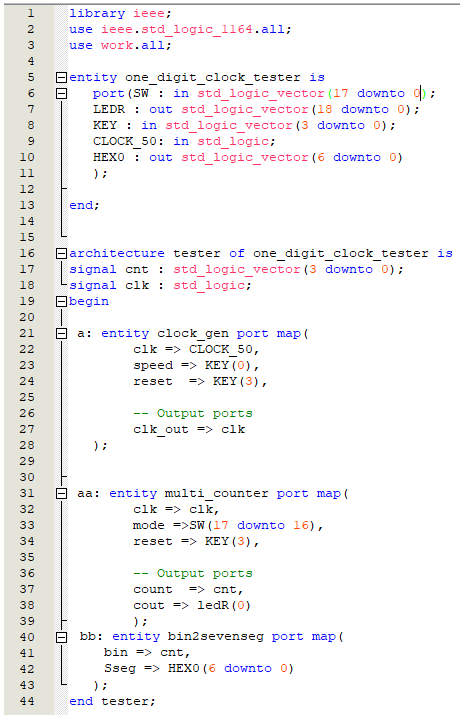 1 library ieee;
2 use ieee.std_logic_1164.all;
3 use work.all;
4
5 entity one_digit_clock_tester is
6 port(SW : in std_logic_vector(17 downto 0);
7 LEDR : out std_logic_vector(18 downto 0);
8 KEY : in std_logic_vector(3 downto 0);
9 CLOCK_50: in std_logic;
10 HEX0 : out std_logic_vector(6 downto 0)
11 );
12
13 end;
14
15
16 architecture tester of one_digit_clock_tester is
17 signal cnt : std_logic_vector(3 downto 0);
18 signal clk : std_logic;
19 begin
20
21 a: entity clock_gen port map(
22 clk => CLOCK_50,
23 speed => KEY(0),
24 reset  => KEY(3),
25
26 -- Output ports
27 clk_out => clk
28 );
29
30
31 aa: entity multi_counter port map(
32 clk => clk,
33 mode =>SW(17 downto 16),
34 reset => KEY(3),
35
36 -- Output ports
37 count  => cnt,
38 cout => ledR(0)
39 );
40 bb: entity bin2sevenseg port map(
41 bin => cnt,
42 Sseg => HEX0(6 downto 0)
43 );
44 end tester;